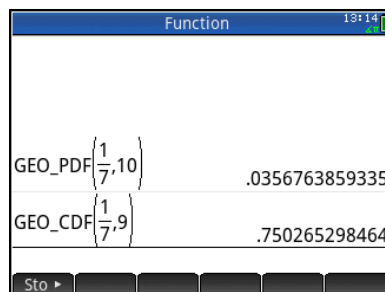 Function
13:14
GEO_PDF(1/7,10)
.0356763859335
GEO_CDF(1/7,9)
.750265298464
Sto ▸